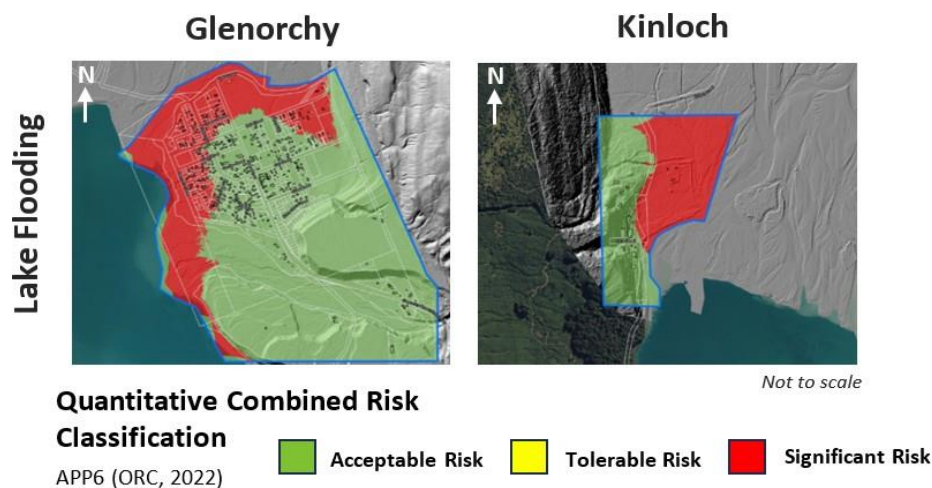 Glenorchy
Kinloch
Lake Flooding
N
N
Not to scale
Quantitative Combined Risk
Classification
APP6 (ORC, 2022)
Acceptable Risk
Tolerable Risk
Significant Risk